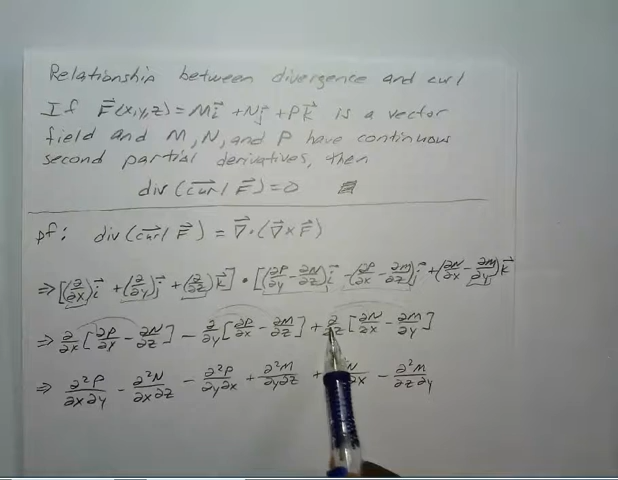 Relationship between divergence and curl
If F⃗(x,y,z) = Mi⃗ + Nj⃗ + Pk⃗ is a vector
field and M, N, and P have continuous
second partial derivatives, then
div (curl F⃗) = 0
pf: div (curl F⃗) = ∇⃗ · (∇⃗ × F⃗)
⇒ [(∂/∂x)i⃗ + (∂/∂y)j⃗ + (∂/∂z)k⃗] · [(∂P/∂y − ∂N/∂z)i⃗ − (∂P/∂x − ∂M/∂z)j⃗ + (∂N/∂x − ∂M/∂y)k⃗
⇒ ∂/∂x [∂P/∂y − ∂N/∂z] − ∂/∂y [∂P/∂x − ∂M/∂z] + ∂/∂z [∂N/∂x − ∂M/∂y]
⇒ ∂²P/∂x∂y − ∂²N/∂x∂z − ∂²P/∂y∂x + ∂²M/∂y∂z + N/∂x − ∂²M/∂z∂y